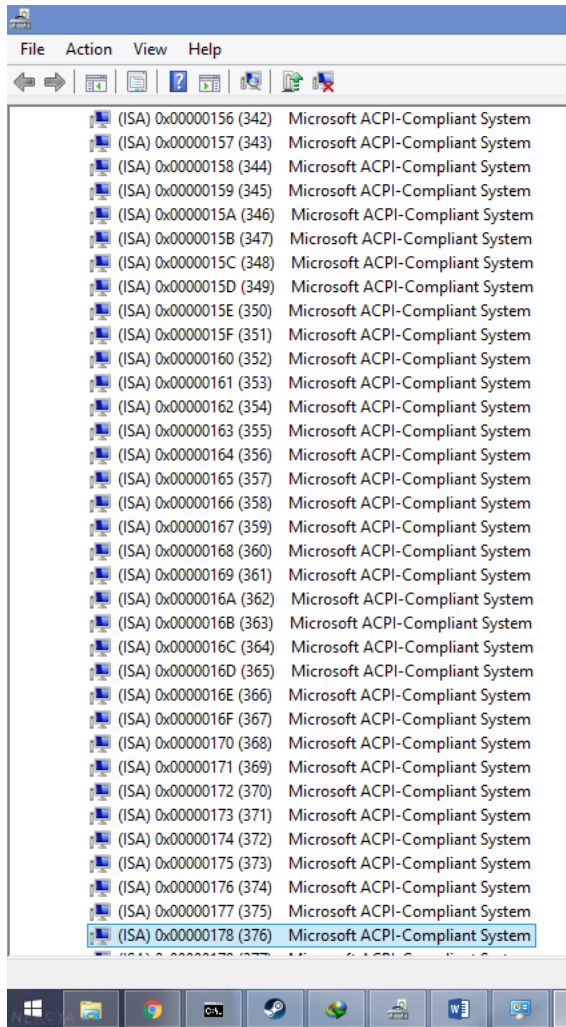 File Action View Help
(ISA) 0x00000156 (342) Microsoft ACPI-Compliant System
(ISA) 0x00000157 (343) Microsoft ACPI-Compliant System
(ISA) 0x00000158 (344) Microsoft ACPI-Compliant System
(ISA) 0x00000159 (345) Microsoft ACPI-Compliant System
(ISA) 0x0000015A (346) Microsoft ACPI-Compliant System
(ISA) 0x0000015B (347) Microsoft ACPI-Compliant System
(ISA) 0x0000015C (348) Microsoft ACPI-Compliant System
(ISA) 0x0000015D (349) Microsoft ACPI-Compliant System
(ISA) 0x0000015E (350) Microsoft ACPI-Compliant System
(ISA) 0x0000015F (351) Microsoft ACPI-Compliant System
(ISA) 0x00000160 (352) Microsoft ACPI-Compliant System
(ISA) 0x00000161 (353) Microsoft ACPI-Compliant System
(ISA) 0x00000162 (354) Microsoft ACPI-Compliant System
(ISA) 0x00000163 (355) Microsoft ACPI-Compliant System
(ISA) 0x00000164 (356) Microsoft ACPI-Compliant System
(ISA) 0x00000165 (357) Microsoft ACPI-Compliant System
(ISA) 0x00000166 (358) Microsoft ACPI-Compliant System
(ISA) 0x00000167 (359) Microsoft ACPI-Compliant System
(ISA) 0x00000168 (360) Microsoft ACPI-Compliant System
(ISA) 0x00000169 (361) Microsoft ACPI-Compliant System
(ISA) 0x0000016A (362) Microsoft ACPI-Compliant System
(ISA) 0x0000016B (363) Microsoft ACPI-Compliant System
(ISA) 0x0000016C (364) Microsoft ACPI-Compliant System
(ISA) 0x0000016D (365) Microsoft ACPI-Compliant System
(ISA) 0x0000016E (366) Microsoft ACPI-Compliant System
(ISA) 0x0000016F (367) Microsoft ACPI-Compliant System
(ISA) 0x00000170 (368) Microsoft ACPI-Compliant System
(ISA) 0x00000171 (369) Microsoft ACPI-Compliant System
(ISA) 0x00000172 (370) Microsoft ACPI-Compliant System
(ISA) 0x00000173 (371) Microsoft ACPI-Compliant System
(ISA) 0x00000174 (372) Microsoft ACPI-Compliant System
(ISA) 0x00000175 (373) Microsoft ACPI-Compliant System
(ISA) 0x00000176 (374) Microsoft ACPI-Compliant System
(ISA) 0x00000177 (375) Microsoft ACPI-Compliant System
(ISA) 0x00000178 (376) Microsoft ACPI-Compliant System